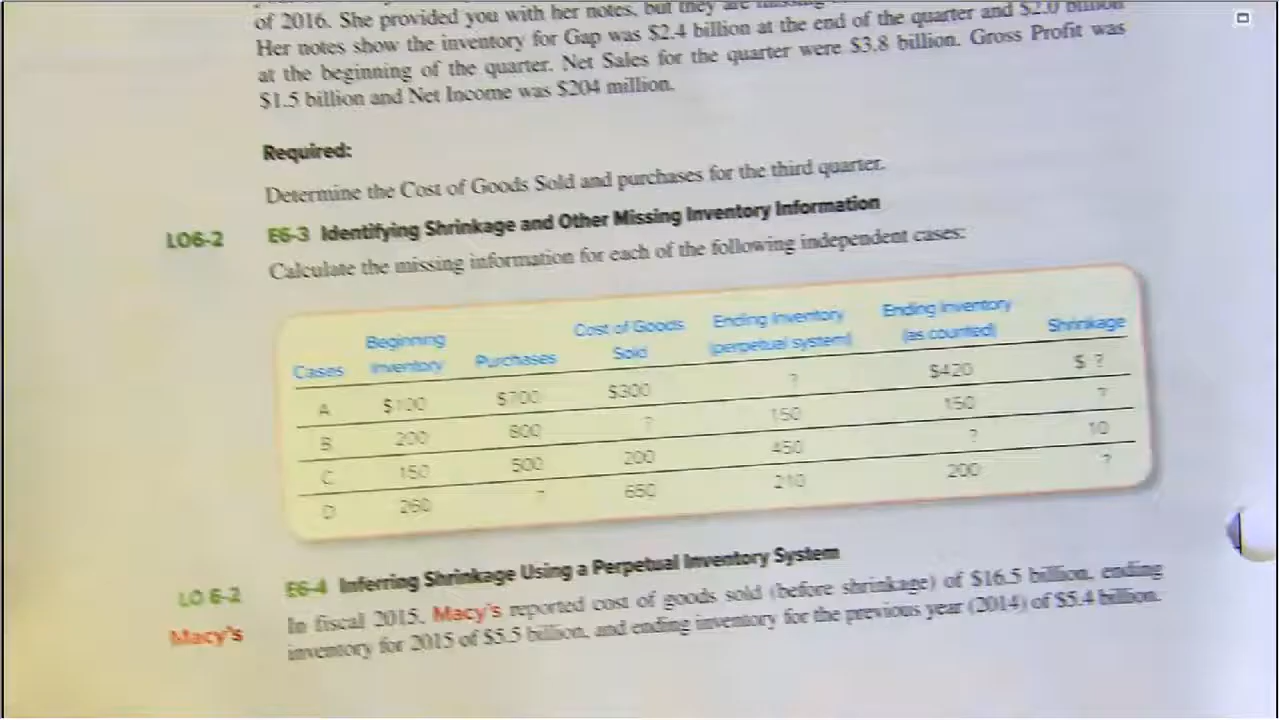 of 2016. She provided you with her notes, but they are
Her notes show the inventory for Gap was $2.4 billion at the end of the quarter and $2.0 billion
at the beginning of the quarter. Net Sales for the quarter were $3.8 billion. Gross Profit was
$1.5 billion and Net Income was $204 million.
Required:
Determine the Cost of Goods Sold and purchases for the third quarter.
LO6-2 E6-3 Identifying Shrinkage and Other Missing Inventory Information
Calculate the missing information for each of the following independent cases:
Cases Beginning Inventory Purchases Cost of Goods Sold Ending Inventory (perpetual system) Ending Inventory (as counted) Shrinkage
A $100 $700 $300 ? $420 $ ?
B 200 800 ? 150 150 ?
C 150 500 200 450 ? 10
D 260 ? 650 210 200 ?
LO 6-2 E6-4 Inferring Shrinkage Using a Perpetual Inventory System
Macy's In fiscal 2015, Macy's reported cost of goods sold (before shrinkage) of $16.5 billion, ending
inventory for 2015 of $5.5 billion, and ending inventory for the previous year (2014) of $5.4 billion.